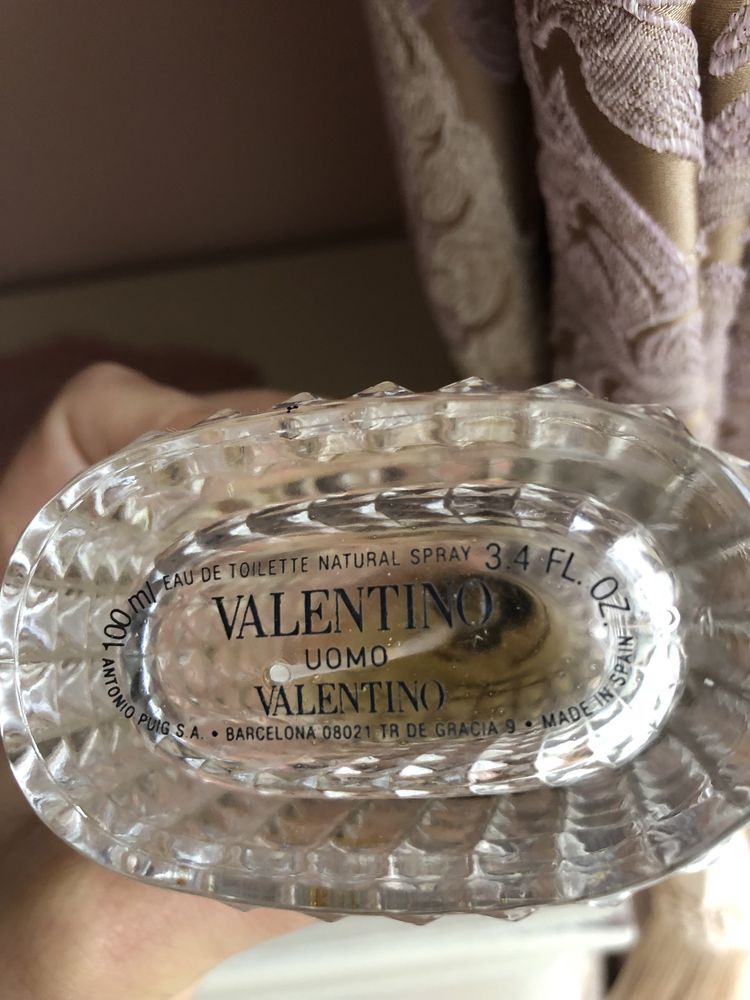 100 ml EAU DE TOILETTE NATURAL SPRAY 3.4 FL. OZ.
VALENTINO
UOMO
VALENTINO
ANTONIO PUIG S.A. • BARCELONA 08021 TR DE GRACIA 9 • MADE IN SPAIN